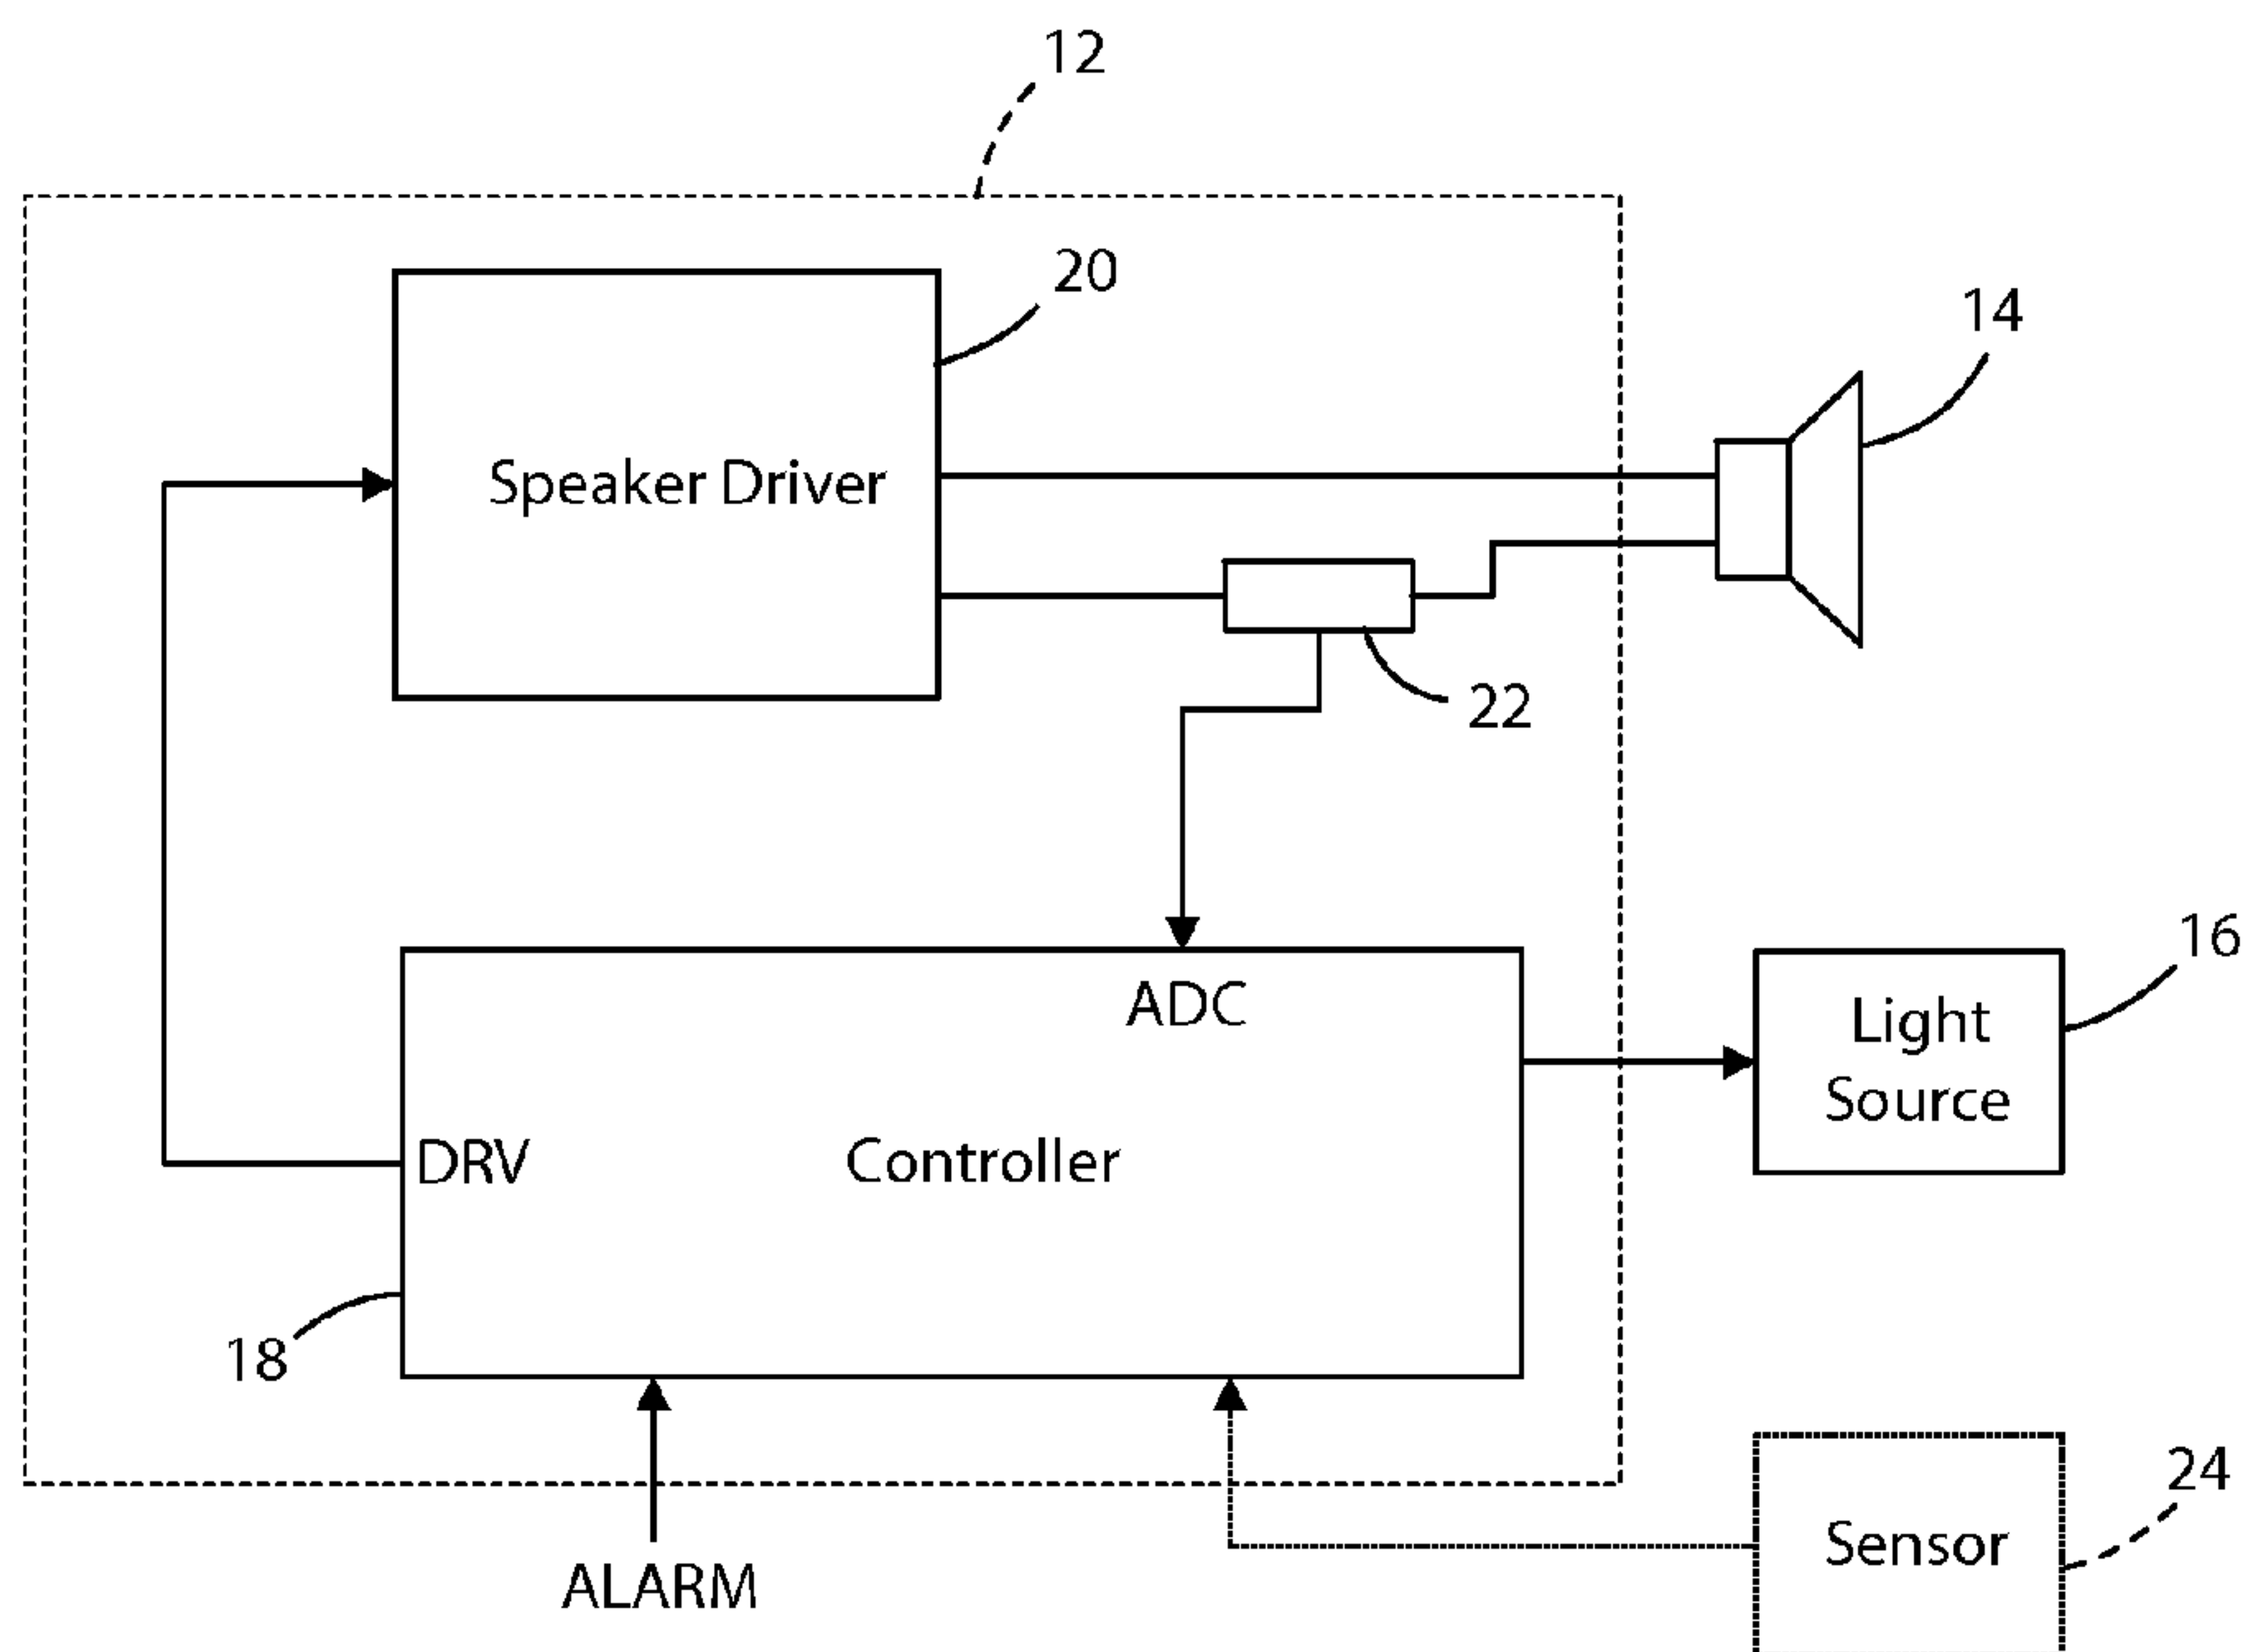 12
20
14
Speaker Driver
22
16
ADC
Light
Source
DRV
Controller
18
24
Sensor
ALARM